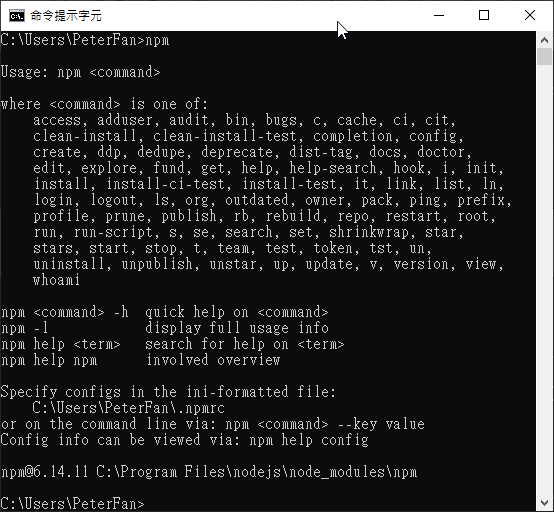 命令提示字元
C:\Users\PeterFan>npm
Usage: npm <command>
where <command> is one of:
    access, adduser, audit, bin, bugs, c, cache, ci, cit,
    clean-install, clean-install-test, completion, config,
    create, ddp, dedupe, deprecate, dist-tag, docs, doctor,
    edit, explore, fund, get, help, help-search, hook, i, init,
    install, install-ci-test, install-test, it, link, list, ln,
    login, logout, ls, org, outdated, owner, pack, ping, prefix,
    profile, prune, publish, rb, rebuild, repo, restart, root,
    run, run-script, s, se, search, set, shrinkwrap, star,
    stars, start, stop, t, team, test, token, tst, un,
    uninstall, unpublish, unstar, up, update, v, version, view,
    whoami
npm <command> -h  quick help on <command>
npm -l            display full usage info
npm help <term>   search for help on <term>
npm help npm      involved overview
Specify configs in the ini-formatted file:
    C:\Users\PeterFan\.npmrc
or on the command line via: npm <command> --key value
Config info can be viewed via: npm help config
npm@6.14.11 C:\Program Files\nodejs\node_modules\npm
C:\Users\PeterFan>